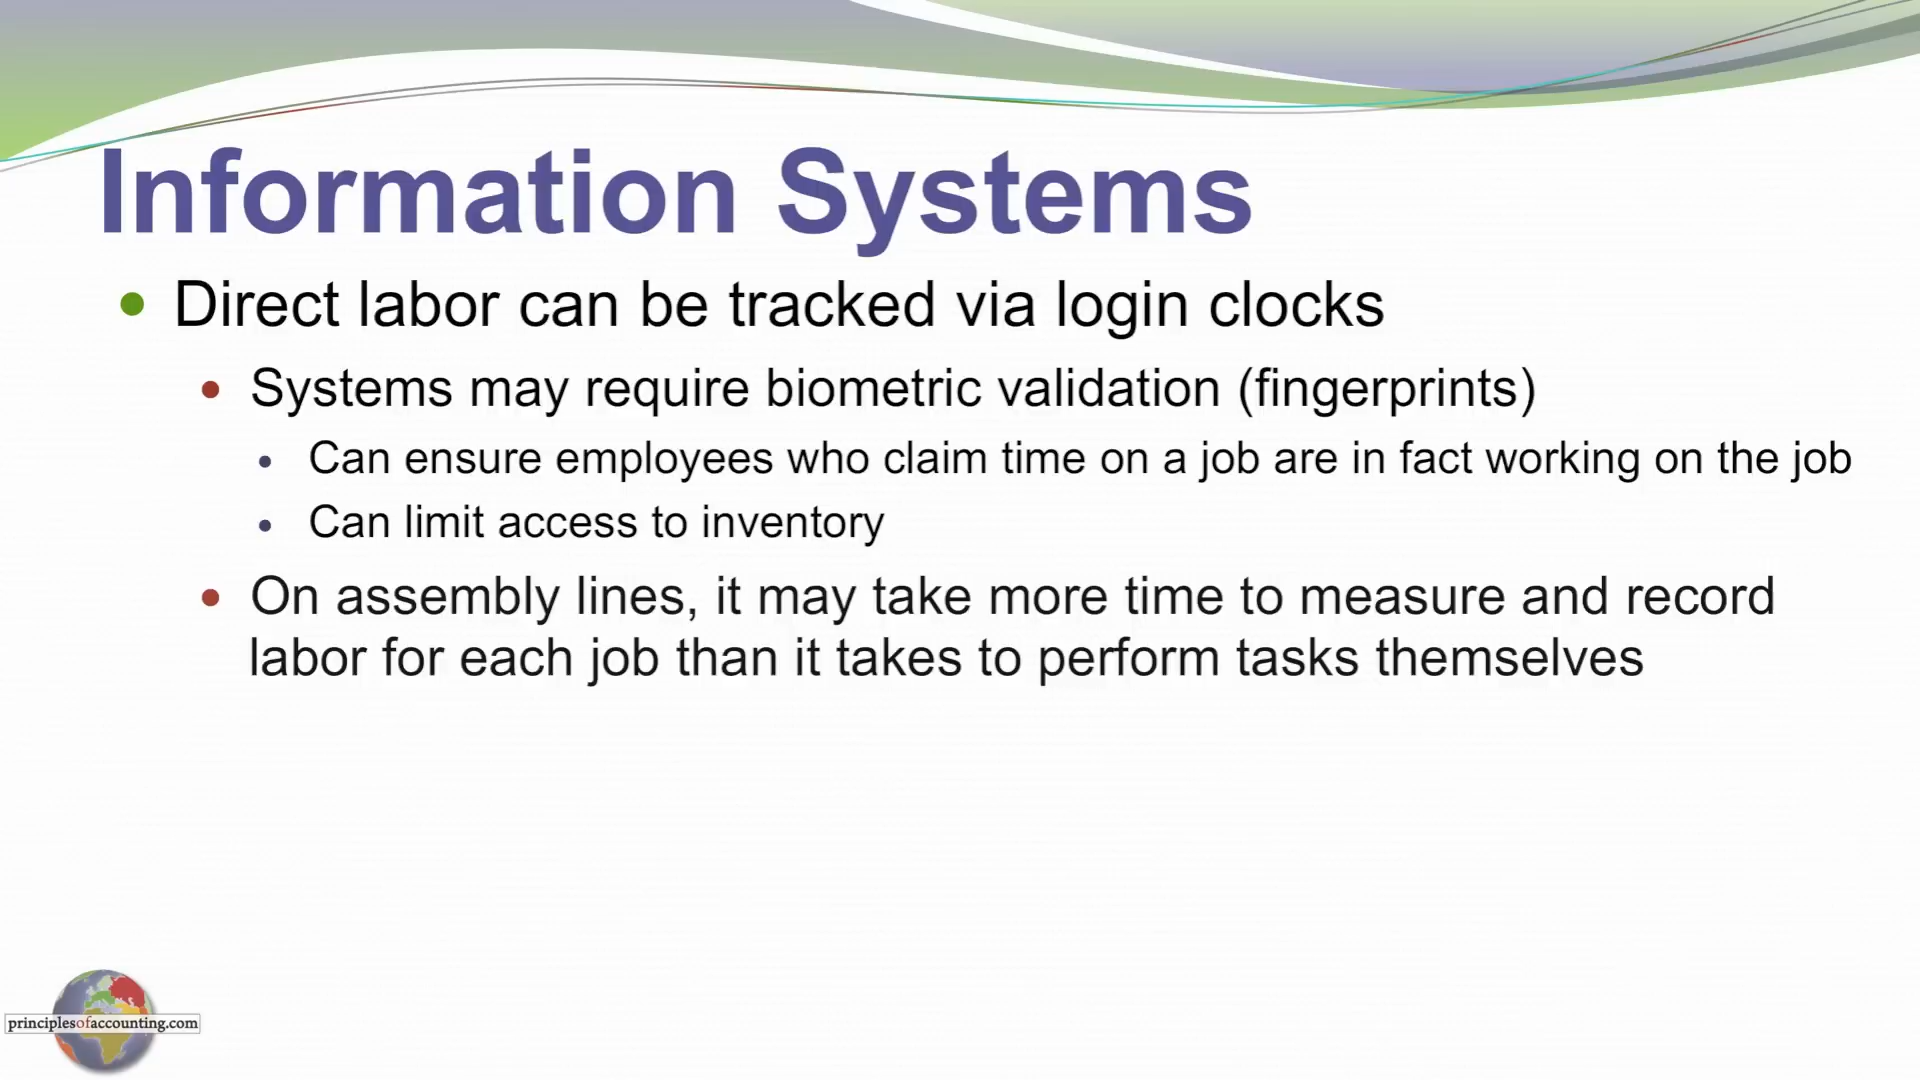 Information Systems
Direct labor can be tracked via login clocks
Systems may require biometric validation (fingerprints)
Can ensure employees who claim time on a job are in fact working on the job
Can limit access to inventory
On assembly lines, it may take more time to measure and record
labor for each job than it takes to perform tasks themselves
principlesofaccounting.com